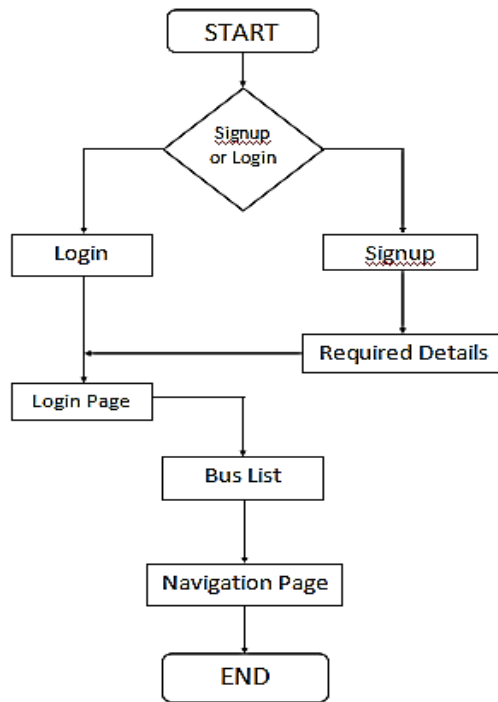 START
Signup
or Login
Login
Signup
Required Details
Login Page
Bus List
Navigation Page
END